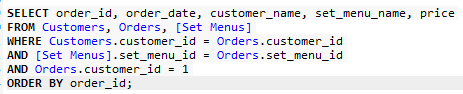 SELECT order_id, order_date, customer_name, set_menu_name, price
FROM Customers, Orders, [Set Menus]
WHERE Customers.customer_id = Orders.customer_id
AND [Set Menus].set_menu_id = Orders.set_menu_id
AND Orders.customer_id = 1
ORDER BY order_id;